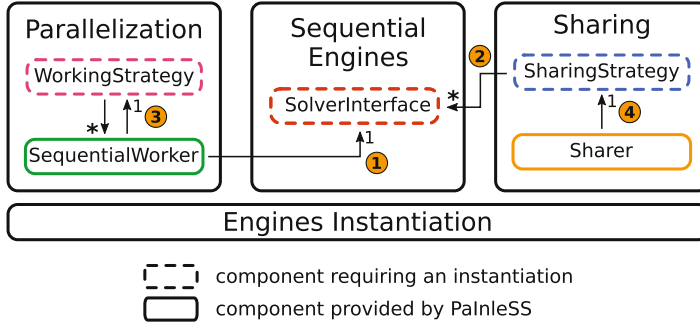 Parallelization
WorkingStrategy
* 1 3
SequentialWorker
Sequential
Engines
SolverInterface
*
1
1
2
Sharing
SharingStrategy
1 4
Sharer
Engines Instantiation
component requiring an instantiation
component provided by PaInleSS